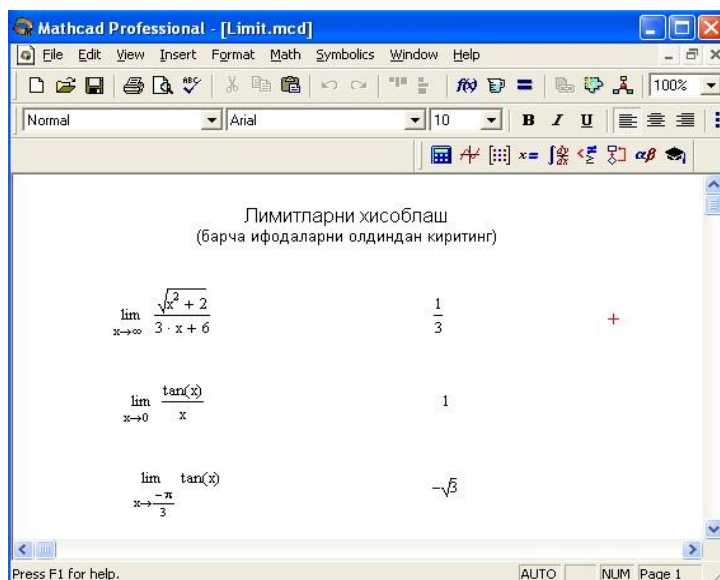 Mathcad Professional - [Limit.mcd]
File Edit View Insert Format Math Symbolics Window Help
100%
Normal Arial 10 B I U
x= αβ
Лимитларни хисоблаш
(барча ифодаларни олдиндан киритинг)
lim x→∞ √(x² + 2) / (3 · x + 6) 1/3
lim x→0 tan(x) / x 1
lim x→ -π/3 tan(x) -√3
Press F1 for help. AUTO NUM Page 1